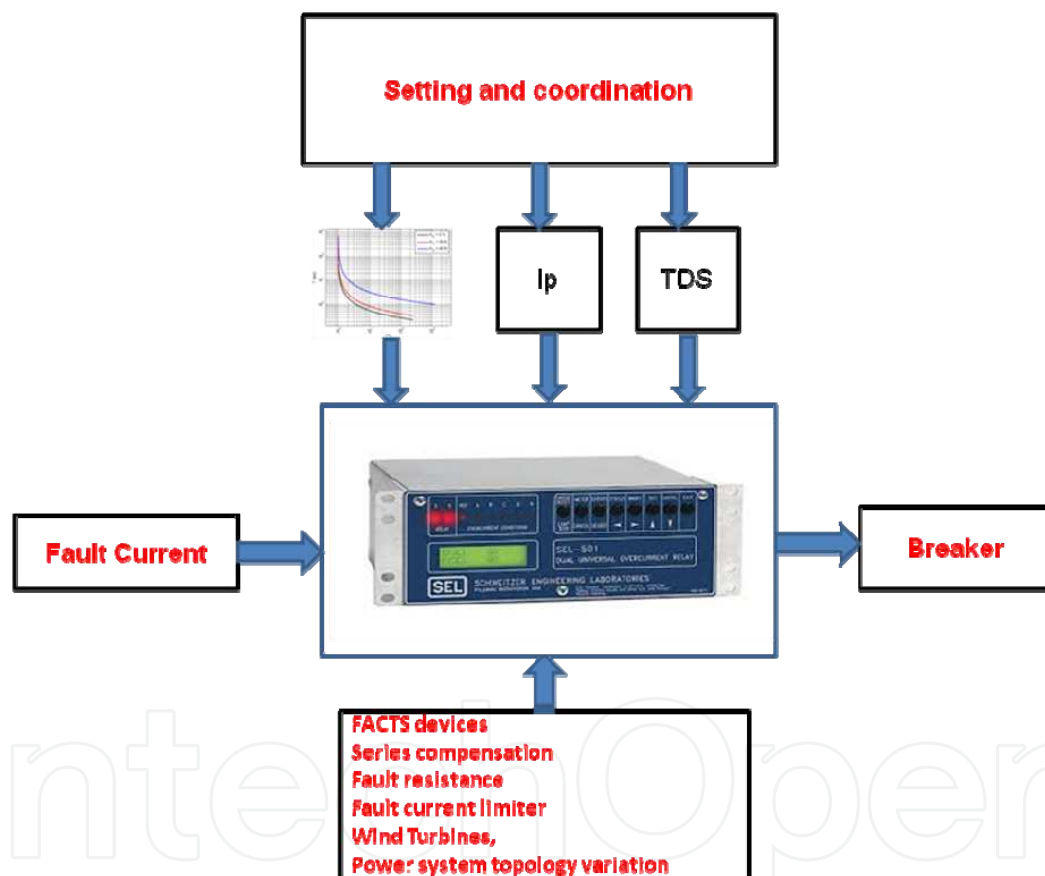 Setting and coordination
Ip
TDS
Fault Current
Breaker
SEL-501
DUAL UNIVERSAL OVERCURRENT RELAY
SEL
SCHWEITZER ENGINEERING LABORATORIES
FACTS devices
Series compensation
Fault resistance
Fault current limiter
Wind Turbines,
Power system topology variation
ntechOpen